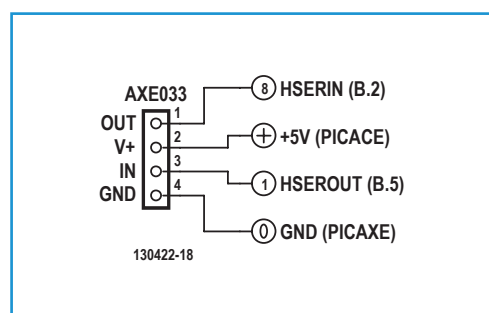 AXE033
OUT 1 8 HSERIN (B.2)
V+ 2 + +5V (PICACE)
IN 3 1 HSEROUT (B.5)
GND 4 0 GND (PICAXE)
130422-18